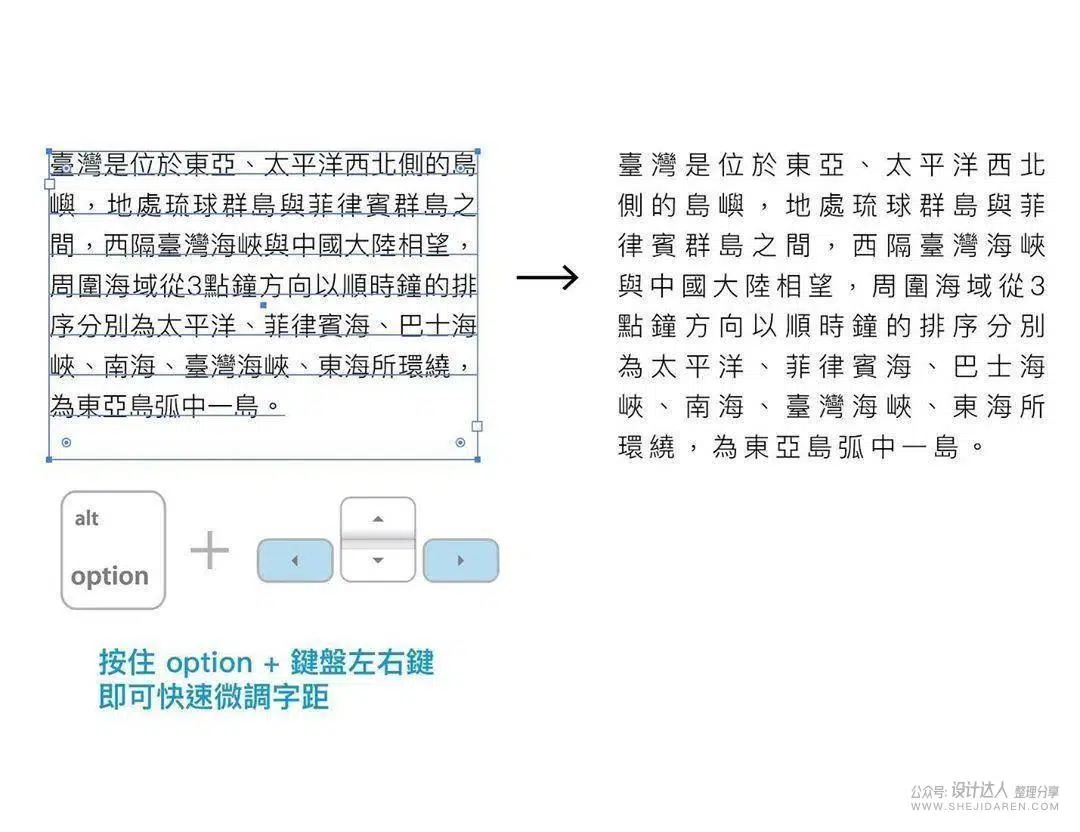 臺灣是位於東亞、太平洋西北側的島
嶼，地處琉球群島與菲律賓群島之
間，西隔臺灣海峽與中國大陸相望，
周圍海域從3點鐘方向以順時鐘的排
序分別為太平洋、菲律賓海、巴士海
峽、南海、臺灣海峽、東海所環繞，
為東亞島弧中一島。
臺灣是位於東亞、太平洋西北
側的島嶼，地處琉球群島與菲
律賓群島之間，西隔臺灣海峽
與中國大陸相望，周圍海域從3
點鐘方向以順時鐘的排序分別
為太平洋、菲律賓海、巴士海
峽、南海、臺灣海峽、東海所
環繞，為東亞島弧中一島。
alt
option
按住 option + 鍵盤左右鍵
即可快速微調字距
公众号: 设计达人 整理分享
WWW.SHEJIDAREN.COM